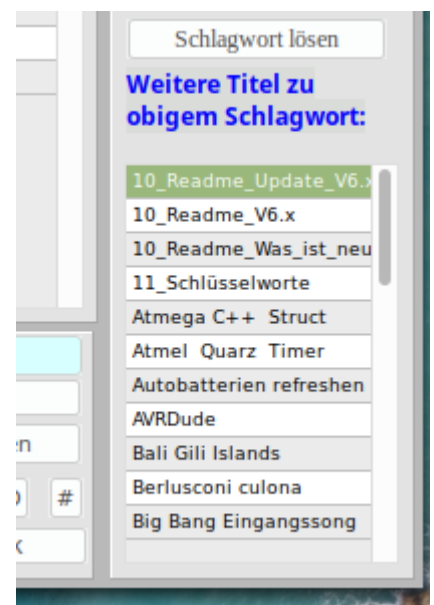 Schlagwort lösen
Weitere Titel zu
obigem Schlagwort:
10_Readme_Update_V6.x
10_Readme_V6.x
10_Readme_Was_ist_neu
11_Schlüsselworte
Atmega C++  Struct
Atmel  Quarz  Timer
Autobatterien refreshen
AVRDude
Bali Gili Islands
en
Berlusconi culona
#
Big Bang Eingangssong